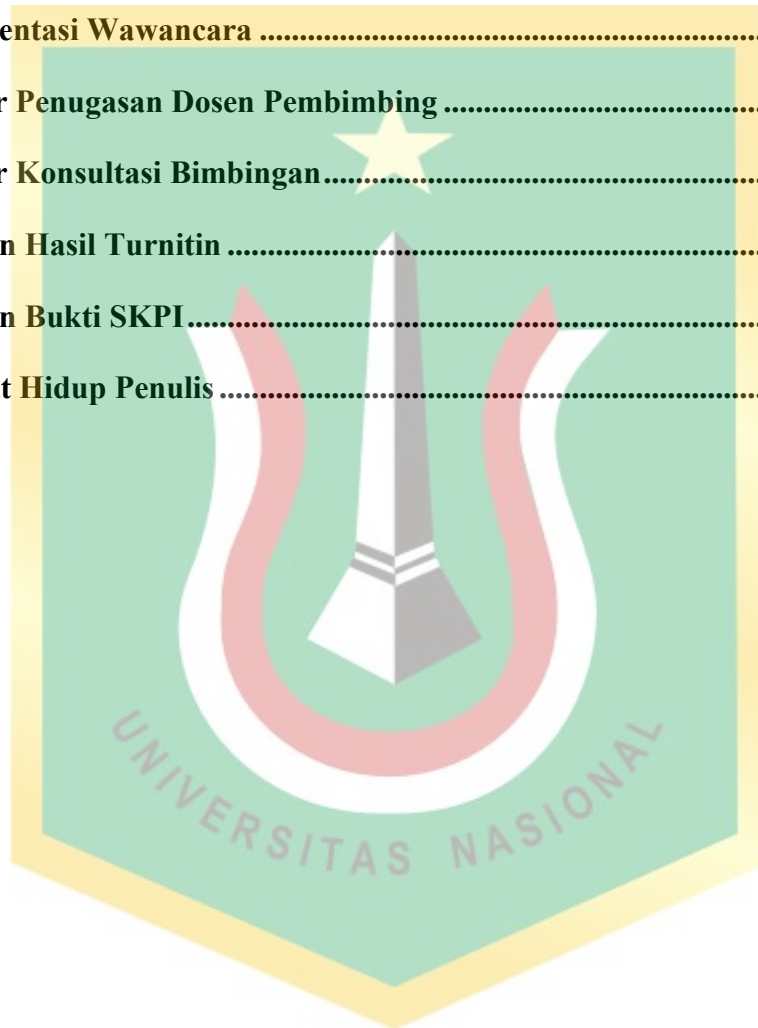 entasi Wawancara ....................................................................
r Penugasan Dosen Pembimbing ...........................................
r Konsultasi Bimbingan...........................................................
n Hasil Turnitin ........................................................................
n Bukti SKPI..............................................................................
t Hidup Penulis .........................................................................
UNIVERSITAS NASIONAL